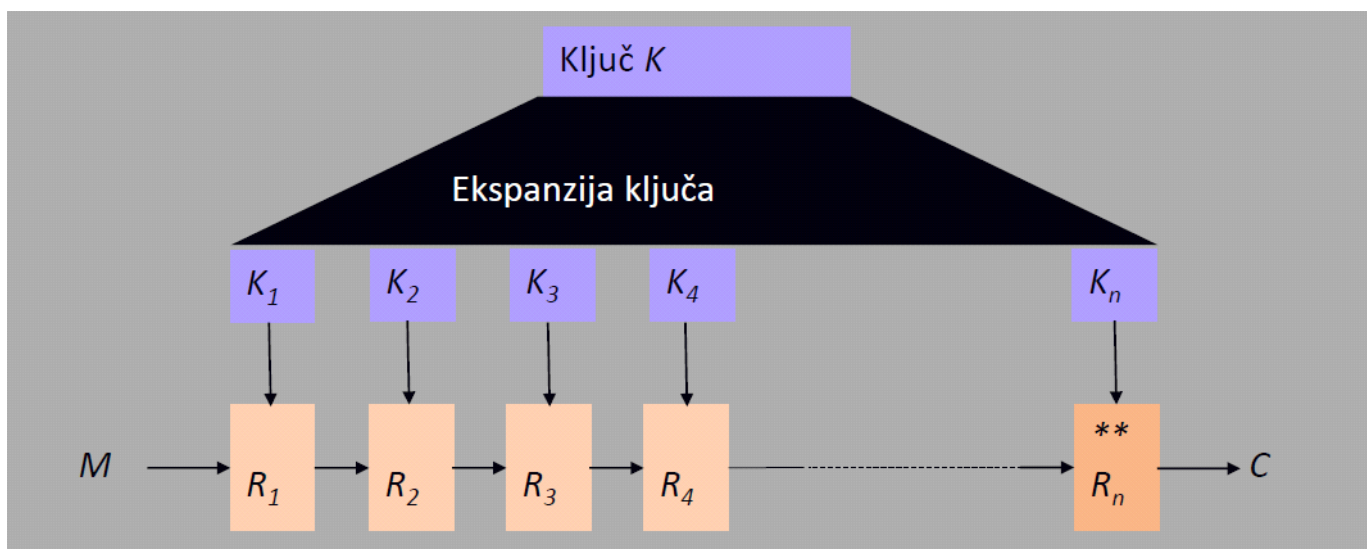 Ključ K
Ekspanzija ključa
K1 K2 K3 K4 Kn
**
M R1 R2 R3 R4 Rn C